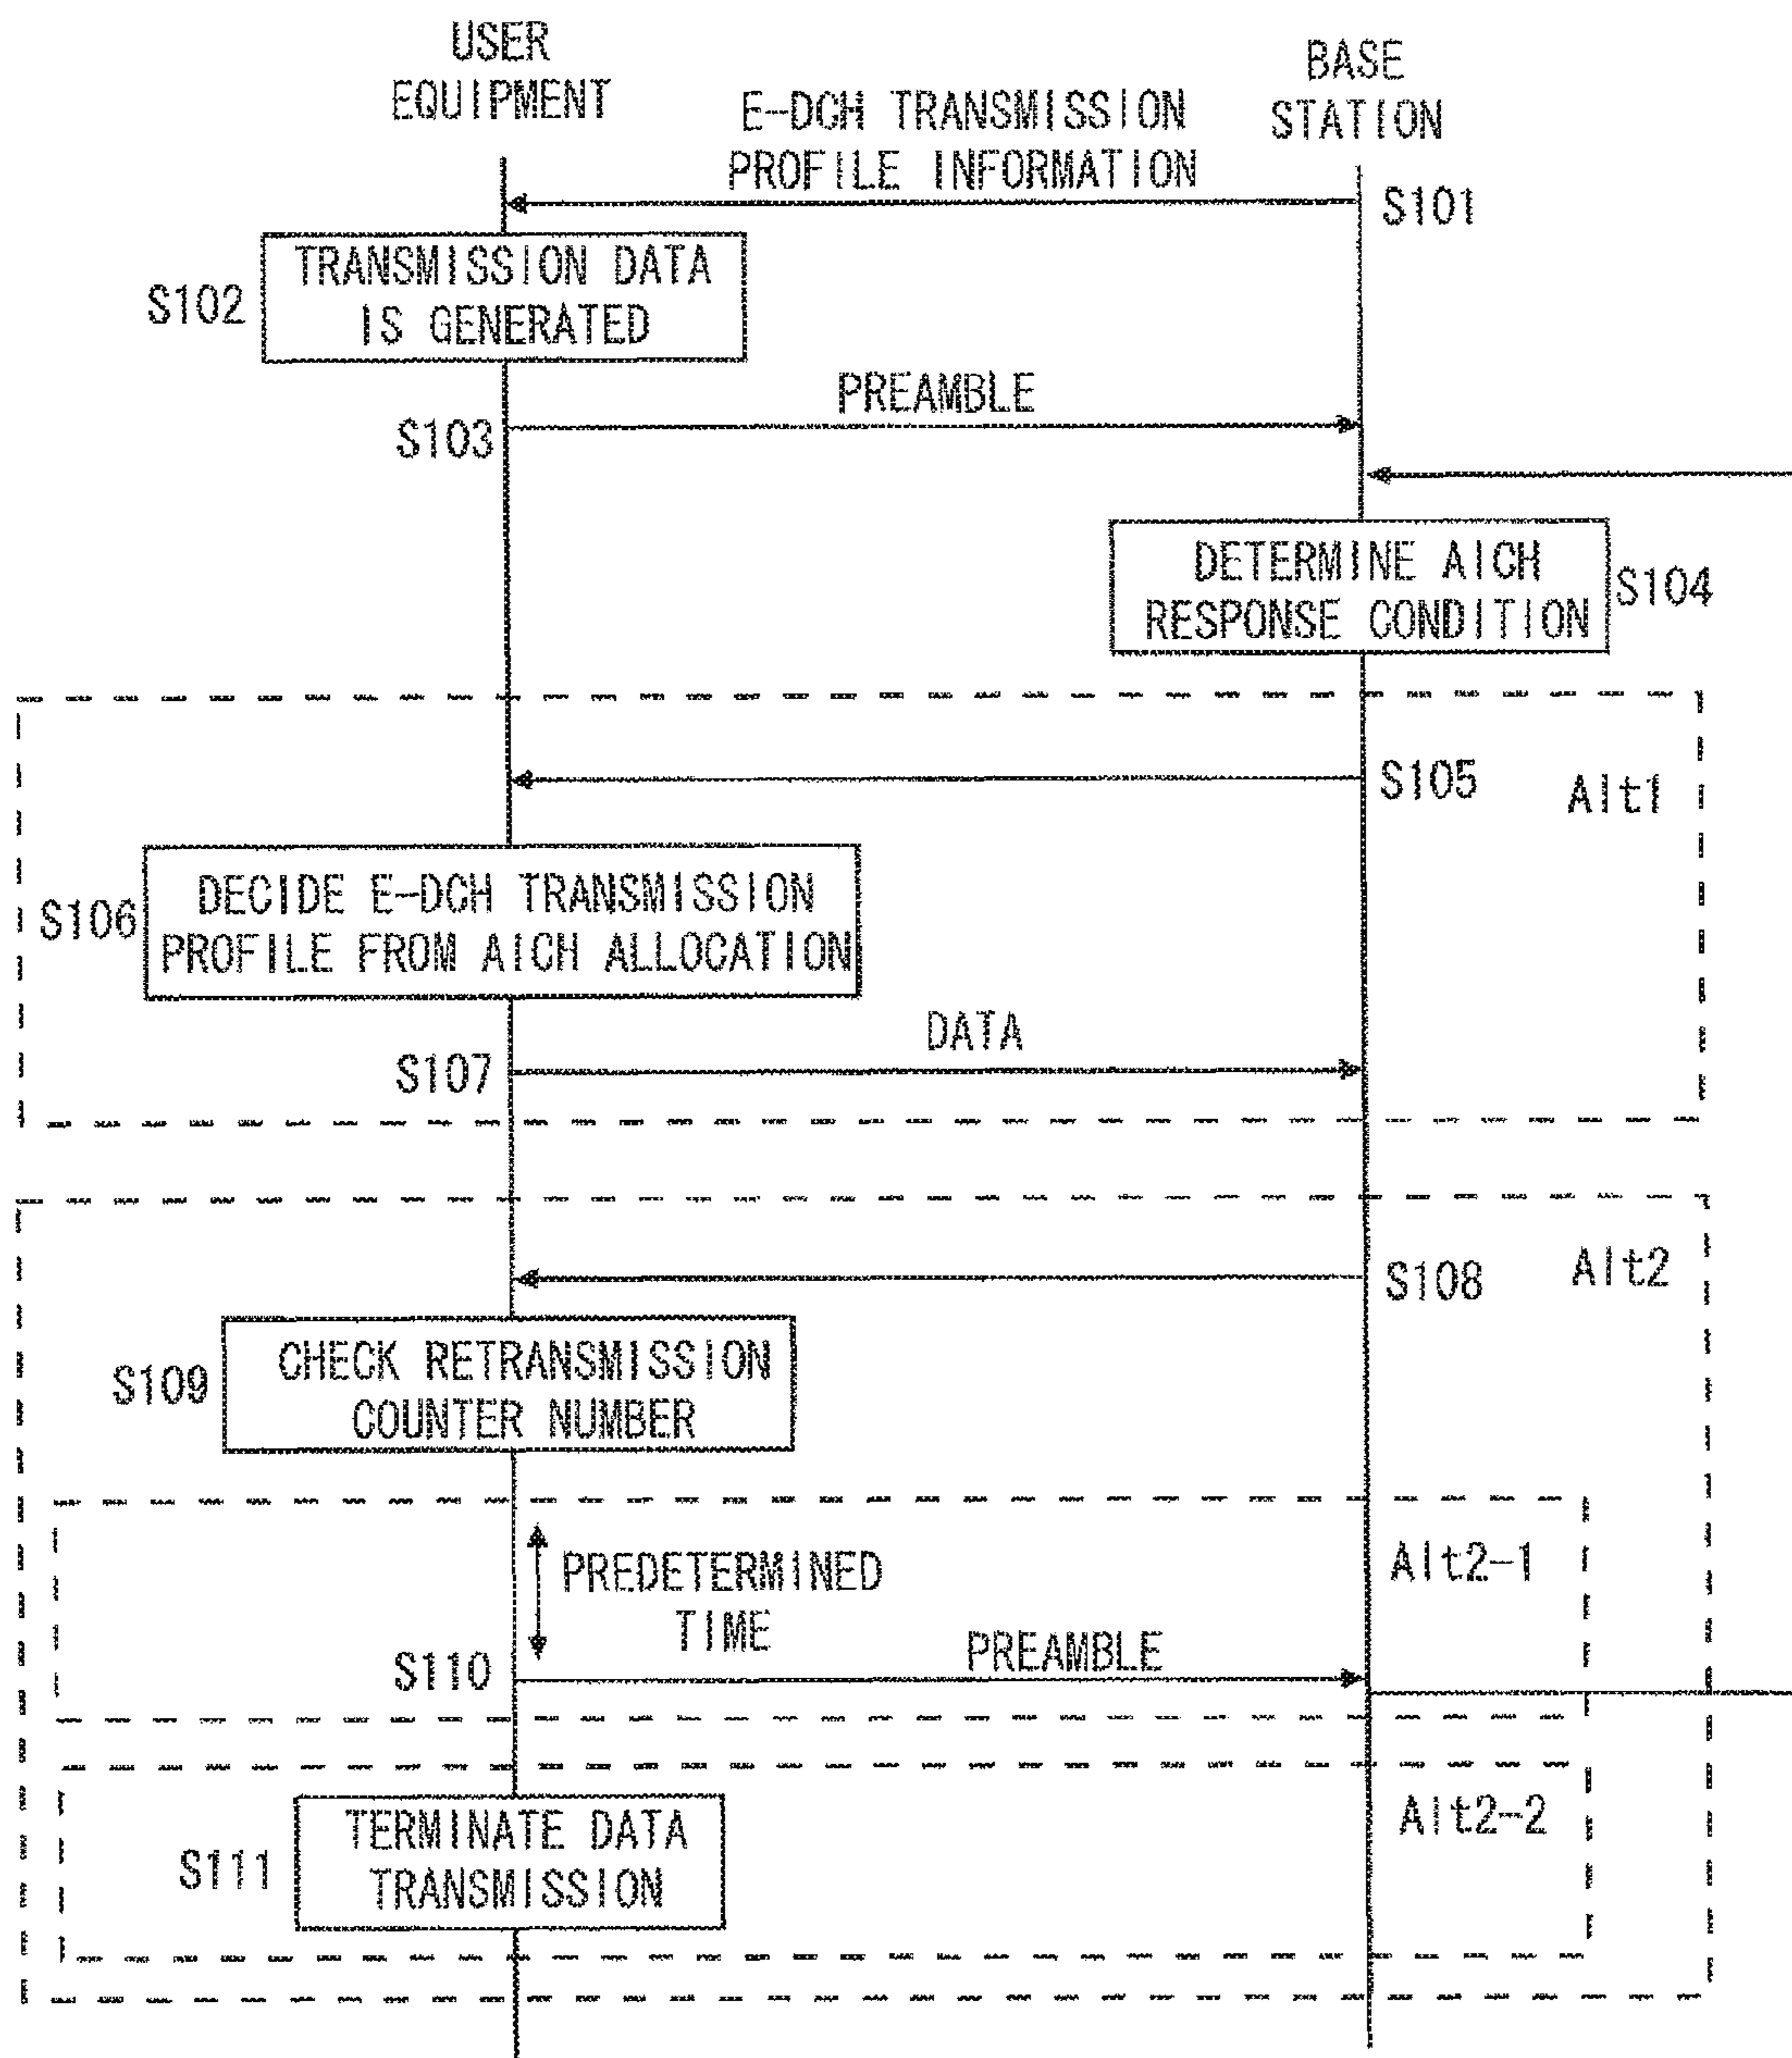 USER
EQUIPMENT
BASE
STATION
E-DCH TRANSMISSION
PROFILE INFORMATION
S101
TRANSMISSION DATA
IS GENERATED
S102
PREAMBLE
S103
DETERMINE AICH
RESPONSE CONDITION
S104
S105
Alt1
DECIDE E-DCH TRANSMISSION
PROFILE FROM AICH ALLOCATION
S106
DATA
S107
S108
Alt2
CHECK RETRANSMISSION
COUNTER NUMBER
S109
Alt2-1
PREDETERMINED
TIME
S110
PREAMBLE
Alt2-2
TERMINATE DATA
TRANSMISSION
S111